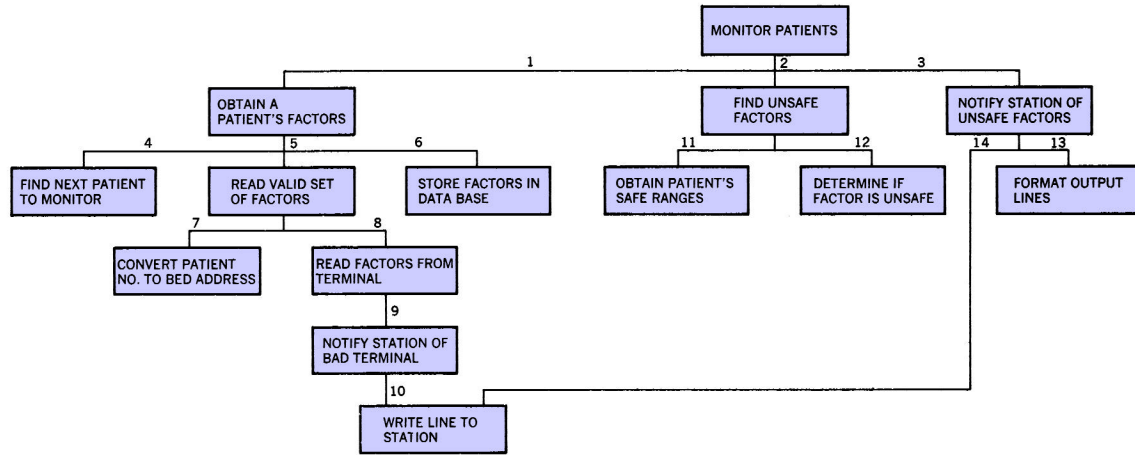 MONITOR PATIENTS
1
2
3
OBTAIN A
PATIENT'S FACTORS
FIND UNSAFE
FACTORS
NOTIFY STATION OF
UNSAFE FACTORS
4
5
6
11
12
14
13
FIND NEXT PATIENT
TO MONITOR
READ VALID SET
OF FACTORS
STORE FACTORS IN
DATA BASE
OBTAIN PATIENT'S
SAFE RANGES
DETERMINE IF
FACTOR IS UNSAFE
FORMAT OUTPUT
LINES
7
8
CONVERT PATIENT
NO. TO BED ADDRESS
READ FACTORS FROM
TERMINAL
9
NOTIFY STATION OF
BAD TERMINAL
10
WRITE LINE TO
STATION